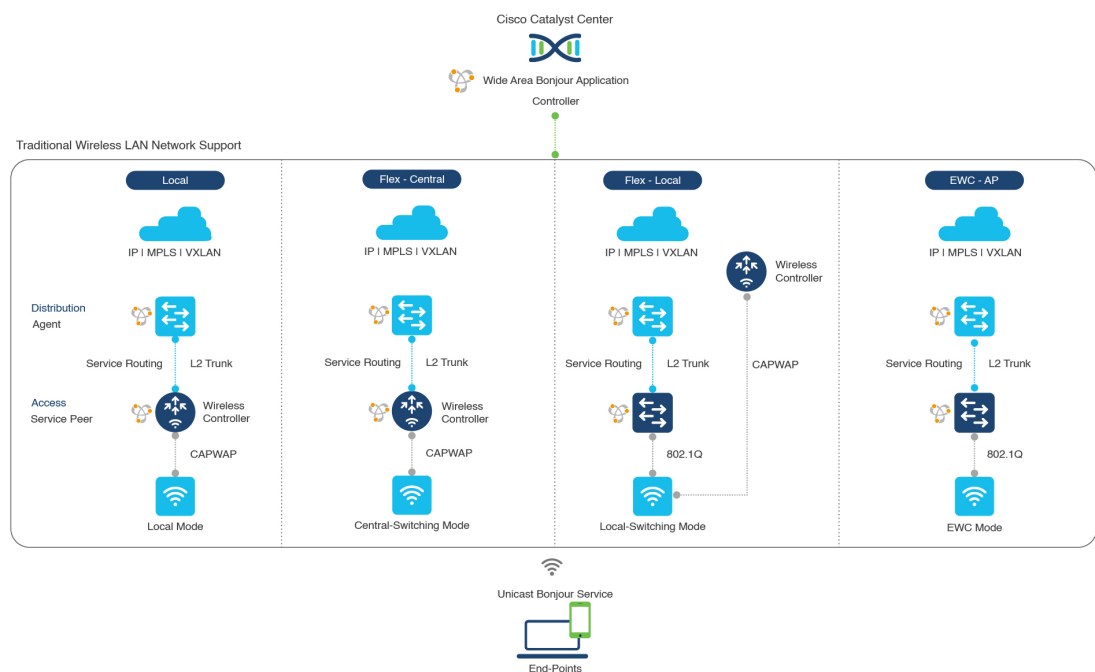 Cisco Catalyst Center
Wide Area Bonjour Application
Controller
Traditional Wireless LAN Network Support
Local
Flex - Central
Flex - Local
EWC - AP
IP | MPLS | VXLAN
IP | MPLS | VXLAN
IP | MPLS | VXLAN
IP | MPLS | VXLAN
Wireless
Controller
Distribution
Agent
Service Routing
L2 Trunk
Service Routing
L2 Trunk
Service Routing
L2 Trunk
CAPWAP
Service Routing
L2 Trunk
Access
Service Peer
Wireless
Controller
Wireless
Controller
CAPWAP
CAPWAP
802.1Q
802.1Q
Local Mode
Central-Switching Mode
Local-Switching Mode
EWC Mode
Unicast Bonjour Service
End-Points